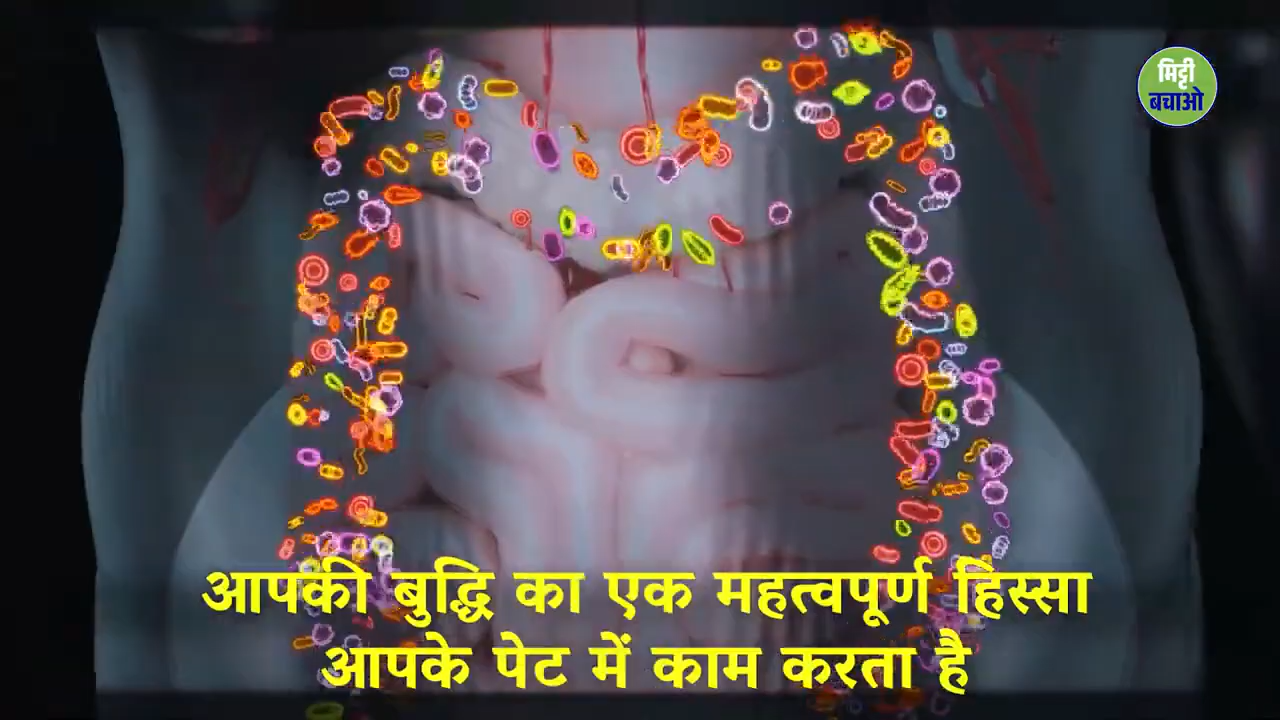 मिट्टी
बचाओ
आपकी बुद्धि का एक महत्वपूर्ण हिस्सा
आपके पेट में काम करता है